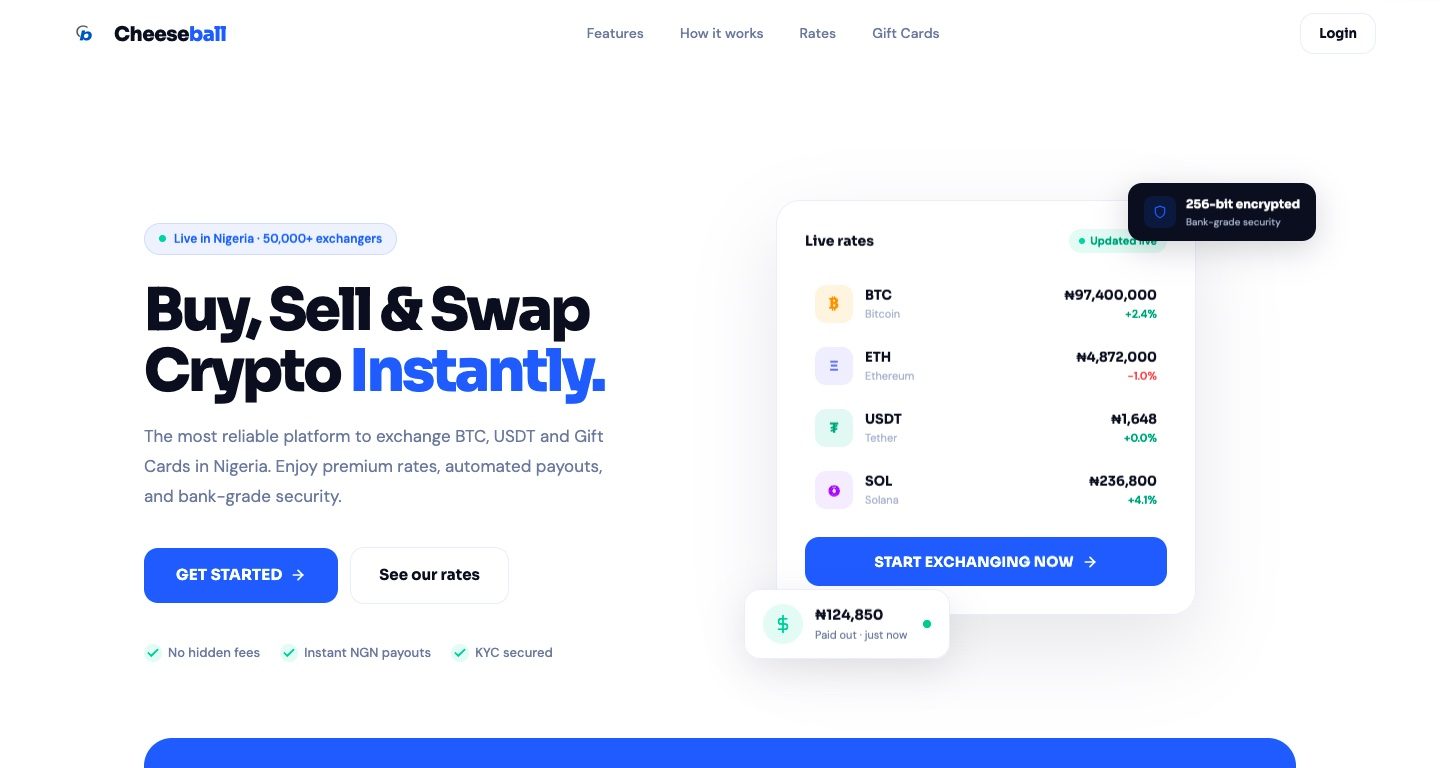 Cheeseball
Features
How it works
Rates
Gift Cards
Login
Live in Nigeria · 50,000+ exchangers
Buy, Sell & Swap
Crypto Instantly.
The most reliable platform to exchange BTC, USDT and Gift
Cards in Nigeria. Enjoy premium rates, automated payouts,
and bank-grade security.
GET STARTED →
See our rates
No hidden fees
Instant NGN payouts
KYC secured
256-bit encrypted
Bank-grade security
Live rates
Updated live
BTC
Bitcoin
₦97,400,000
+2.4%
ETH
Ethereum
₦4,872,000
-1.0%
USDT
Tether
₦1,648
+0.0%
SOL
Solana
₦236,800
+4.1%
START EXCHANGING NOW →
₦124,850
Paid out · just now